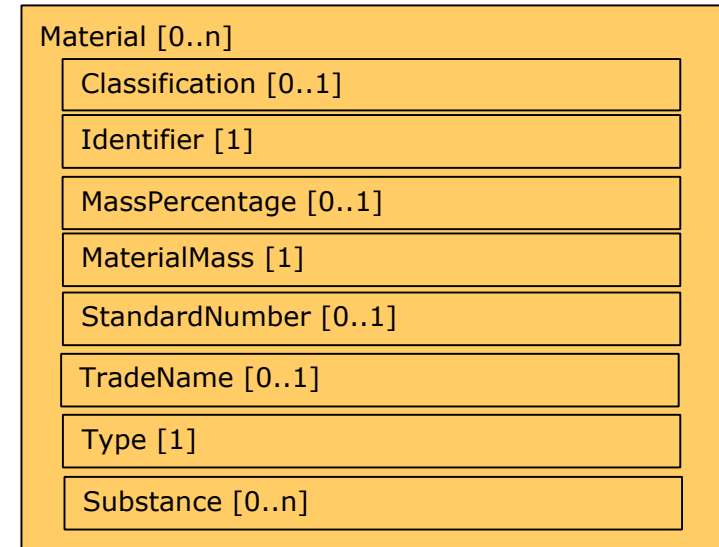 Material [0..n]
Classification [0..1]
Identifier [1]
MassPercentage [0..1]
MaterialMass [1]
StandardNumber [0..1]
TradeName [0..1]
Type [1]
Substance [0..n]